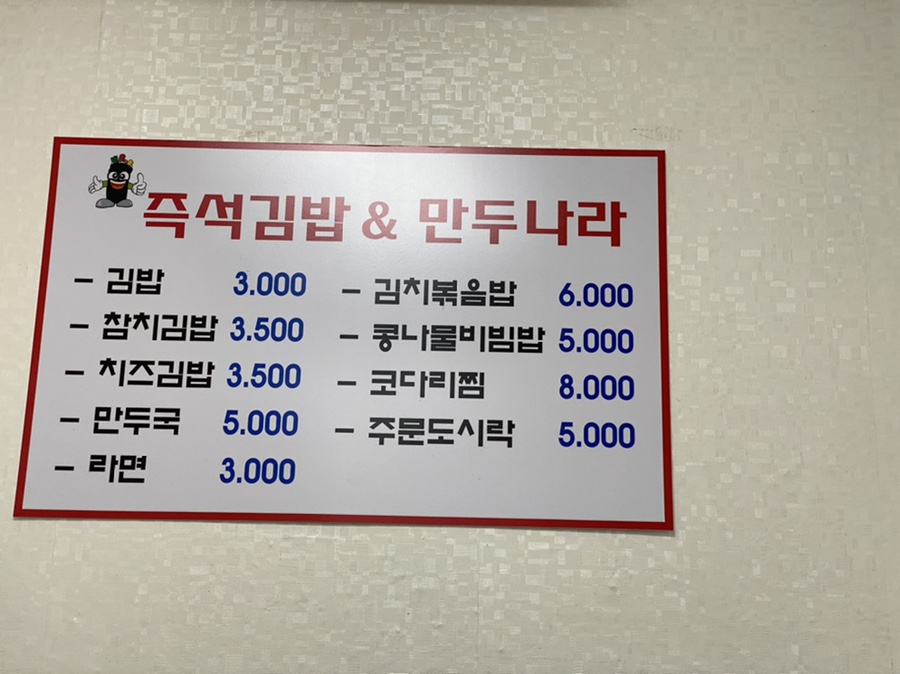 즉석김밥 & 만두나라
- 김밥 3.000
- 참치김밥 3.500
- 치즈김밥 3.500
- 만두국 5.000
- 라면 3.000
- 김치볶음밥 6.000
- 콩나물비빔밥 5.000
- 코다리찜 8.000
- 주문도시락 5.000